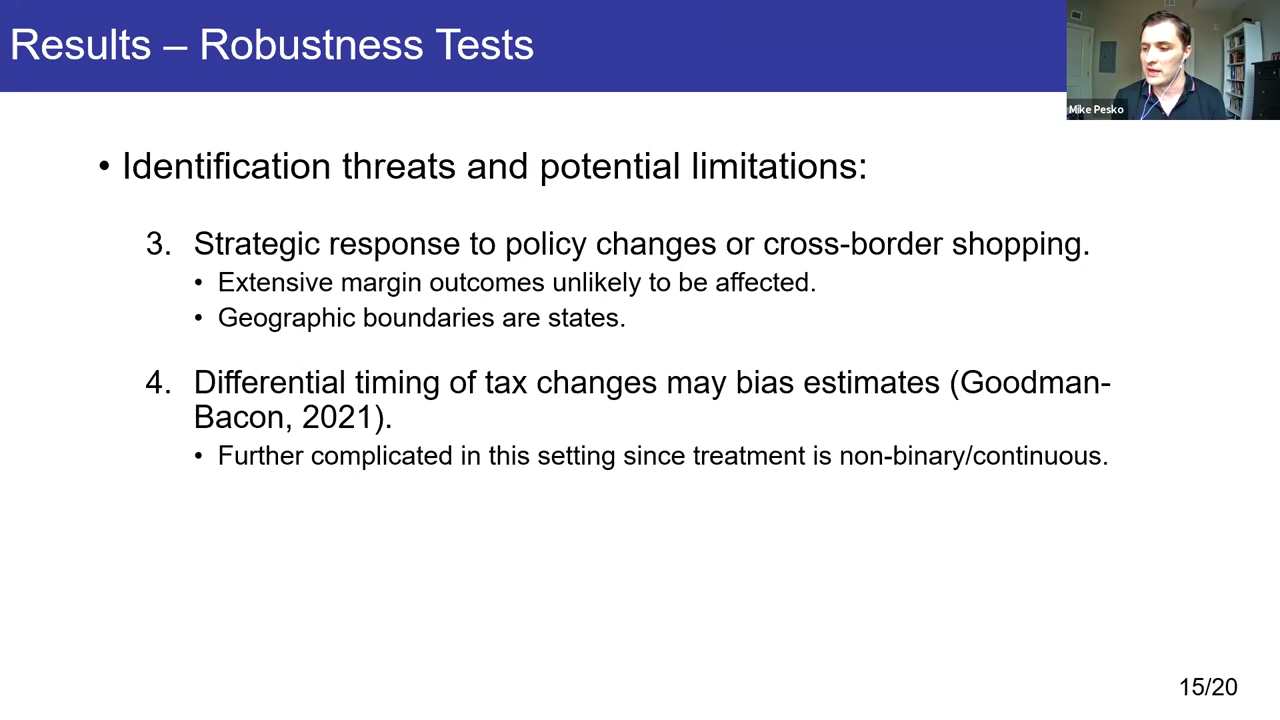 Results – Robustness Tests
Mike Pesko
• Identification threats and potential limitations:
3. Strategic response to policy changes or cross-border shopping.
• Extensive margin outcomes unlikely to be affected.
• Geographic boundaries are states.
4. Differential timing of tax changes may bias estimates (Goodman-
Bacon, 2021).
• Further complicated in this setting since treatment is non-binary/continuous.
15/20